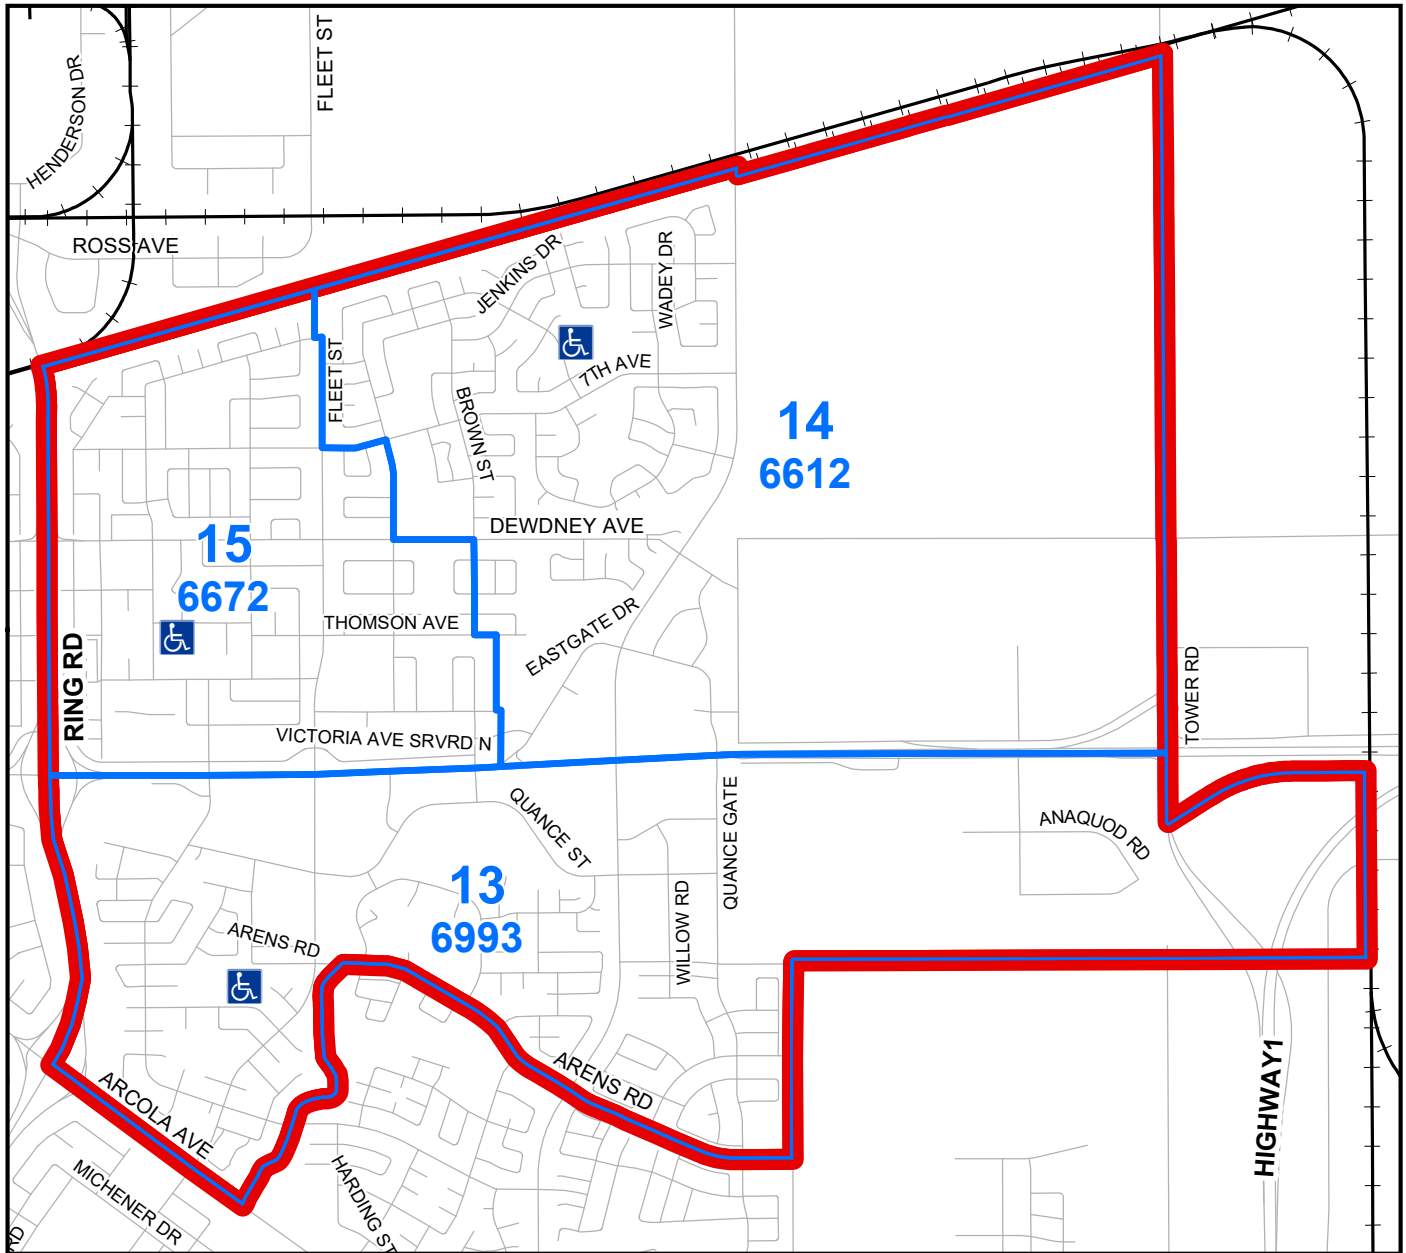 FLEET ST
HENDERSON DR
ROSS AVE
JENKINS DR
WADEY DR
7TH AVE
FLEET ST
BROWN ST
14
6612
DEWDNEY AVE
15
6672
THOMSON AVE
EASTGATE DR
RING RD
TOWER RD
VICTORIA AVE SRVRD N
QUANCE ST
QUANCE GATE
ANAQUOD RD
13
6993
WILLOW RD
ARENS RD
ARENS RD
ARCOLA AVE
HIGHWAY1
MICHENER DR
HARDING ST
RD